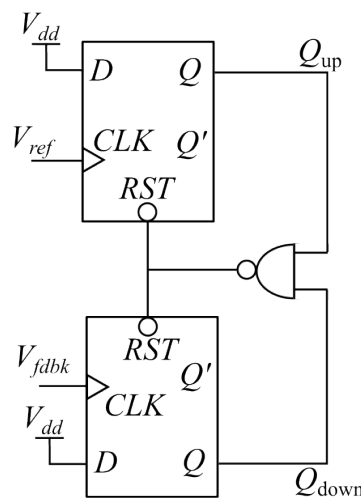 V_dd
Q_up
D Q
V_ref
CLK Q'
RST
RST
V_fdbk
Q'
CLK
V_dd
D Q
Q_down